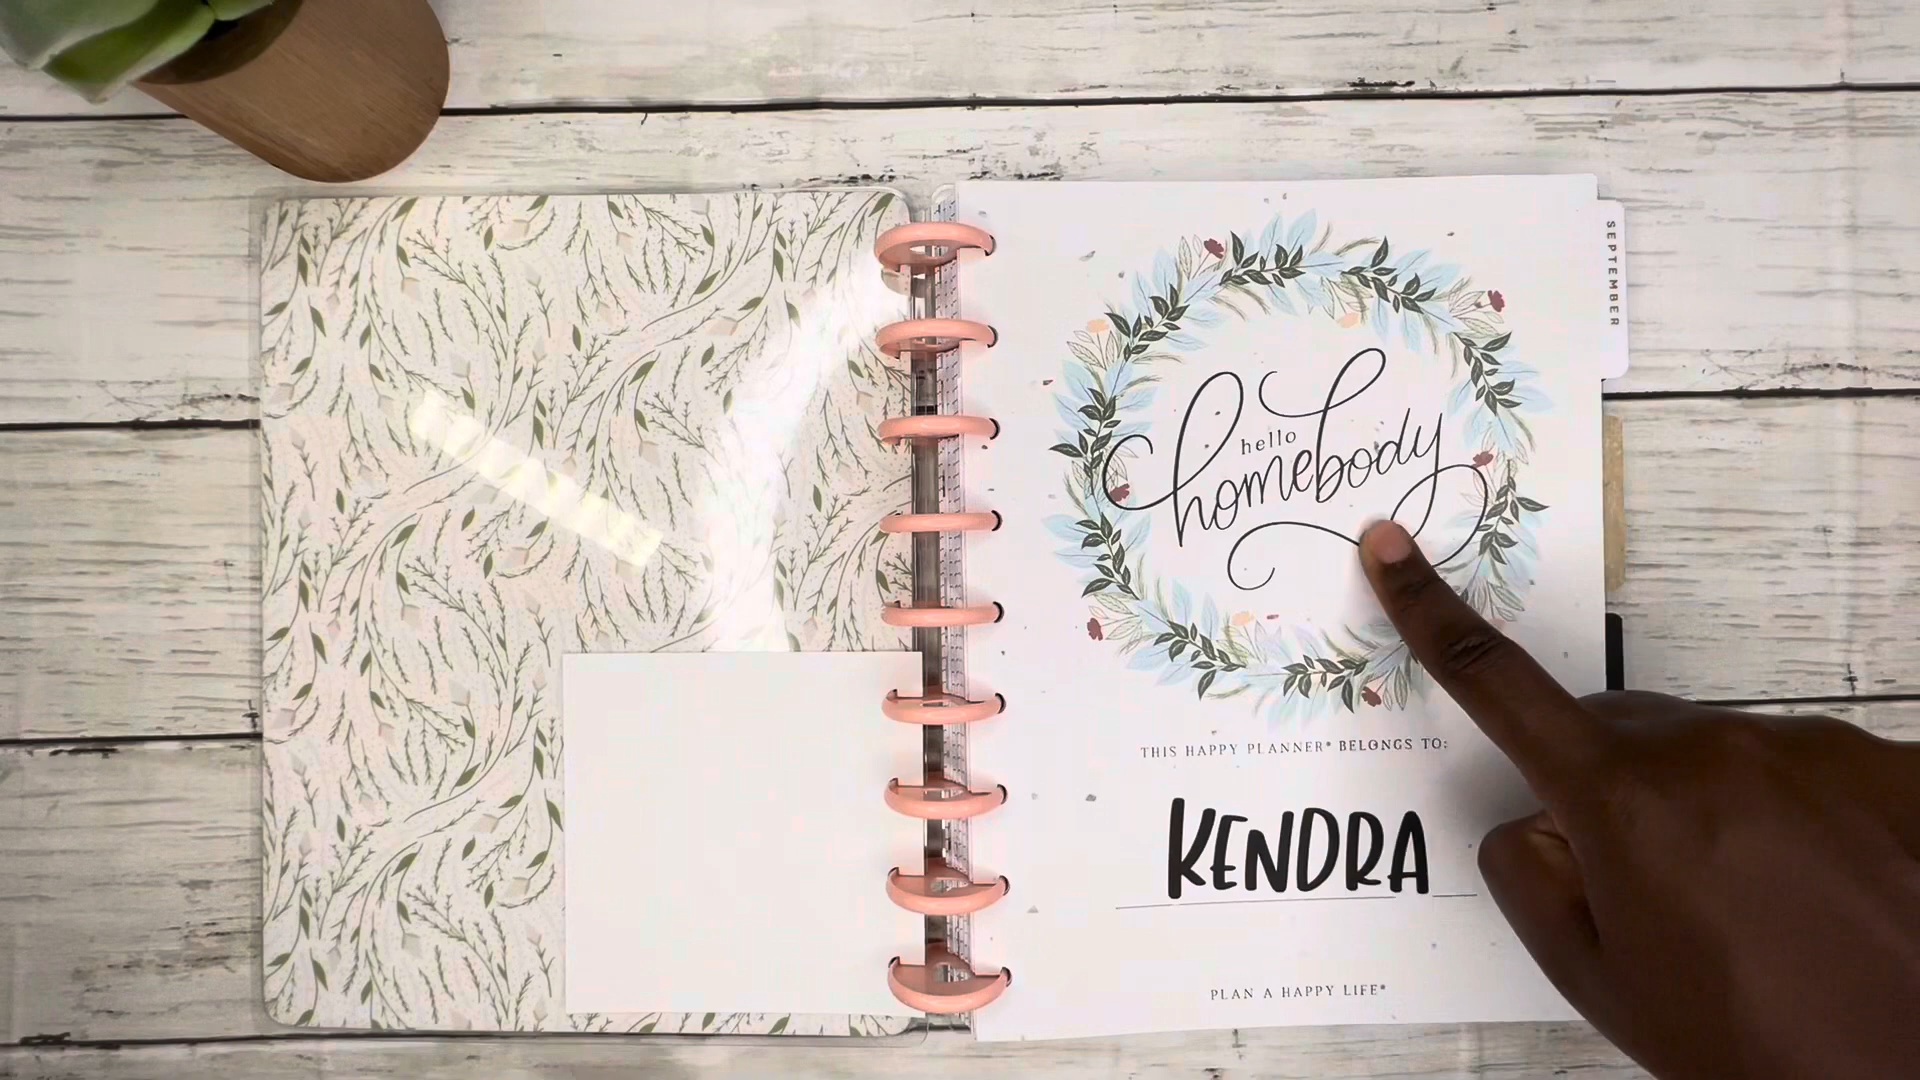 SEPTEMBER
hello
homebody
THIS HAPPY PLANNER® BELONGS TO:
KENDRA
PLAN A HAPPY LIFE®